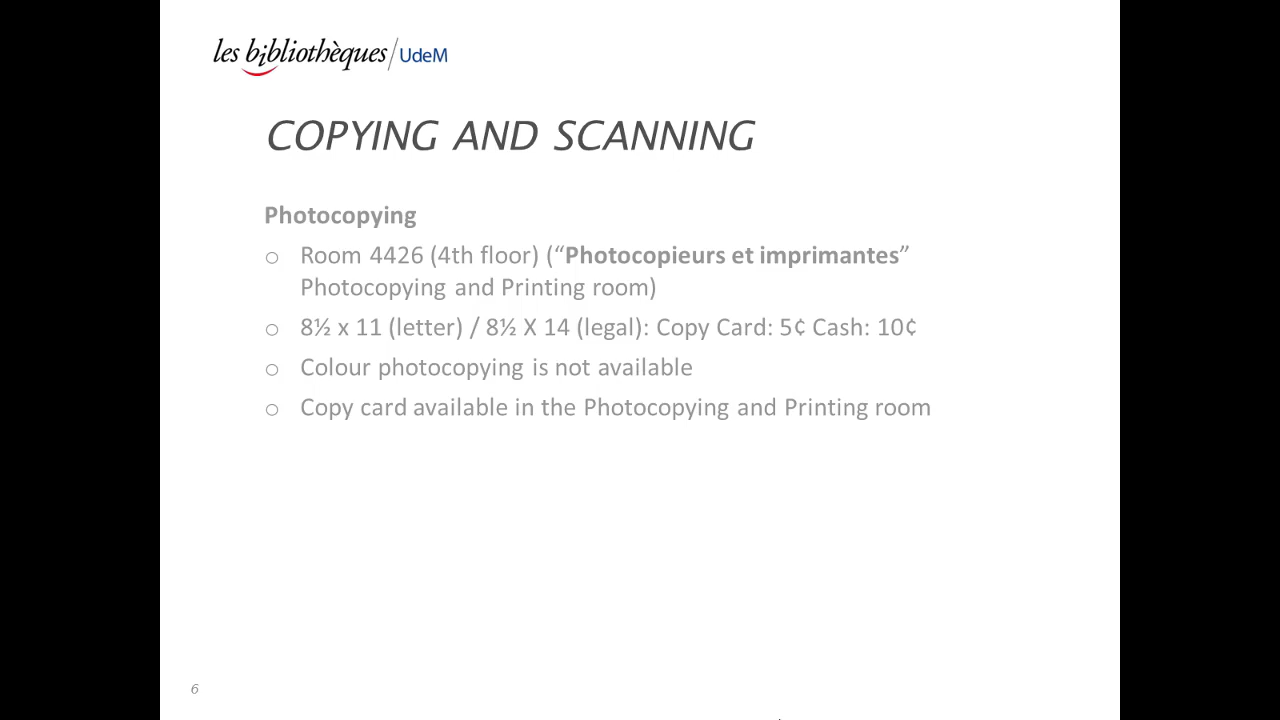 les bibliothèques/UdeM
COPYING AND SCANNING
Photocopying
o Room 4426 (4th floor) (“Photocopieurs et imprimantes”
Photocopying and Printing room)
o 8½ x 11 (letter) / 8½ X 14 (legal): Copy Card: 5¢ Cash: 10¢
o Colour photocopying is not available
o Copy card available in the Photocopying and Printing room
6